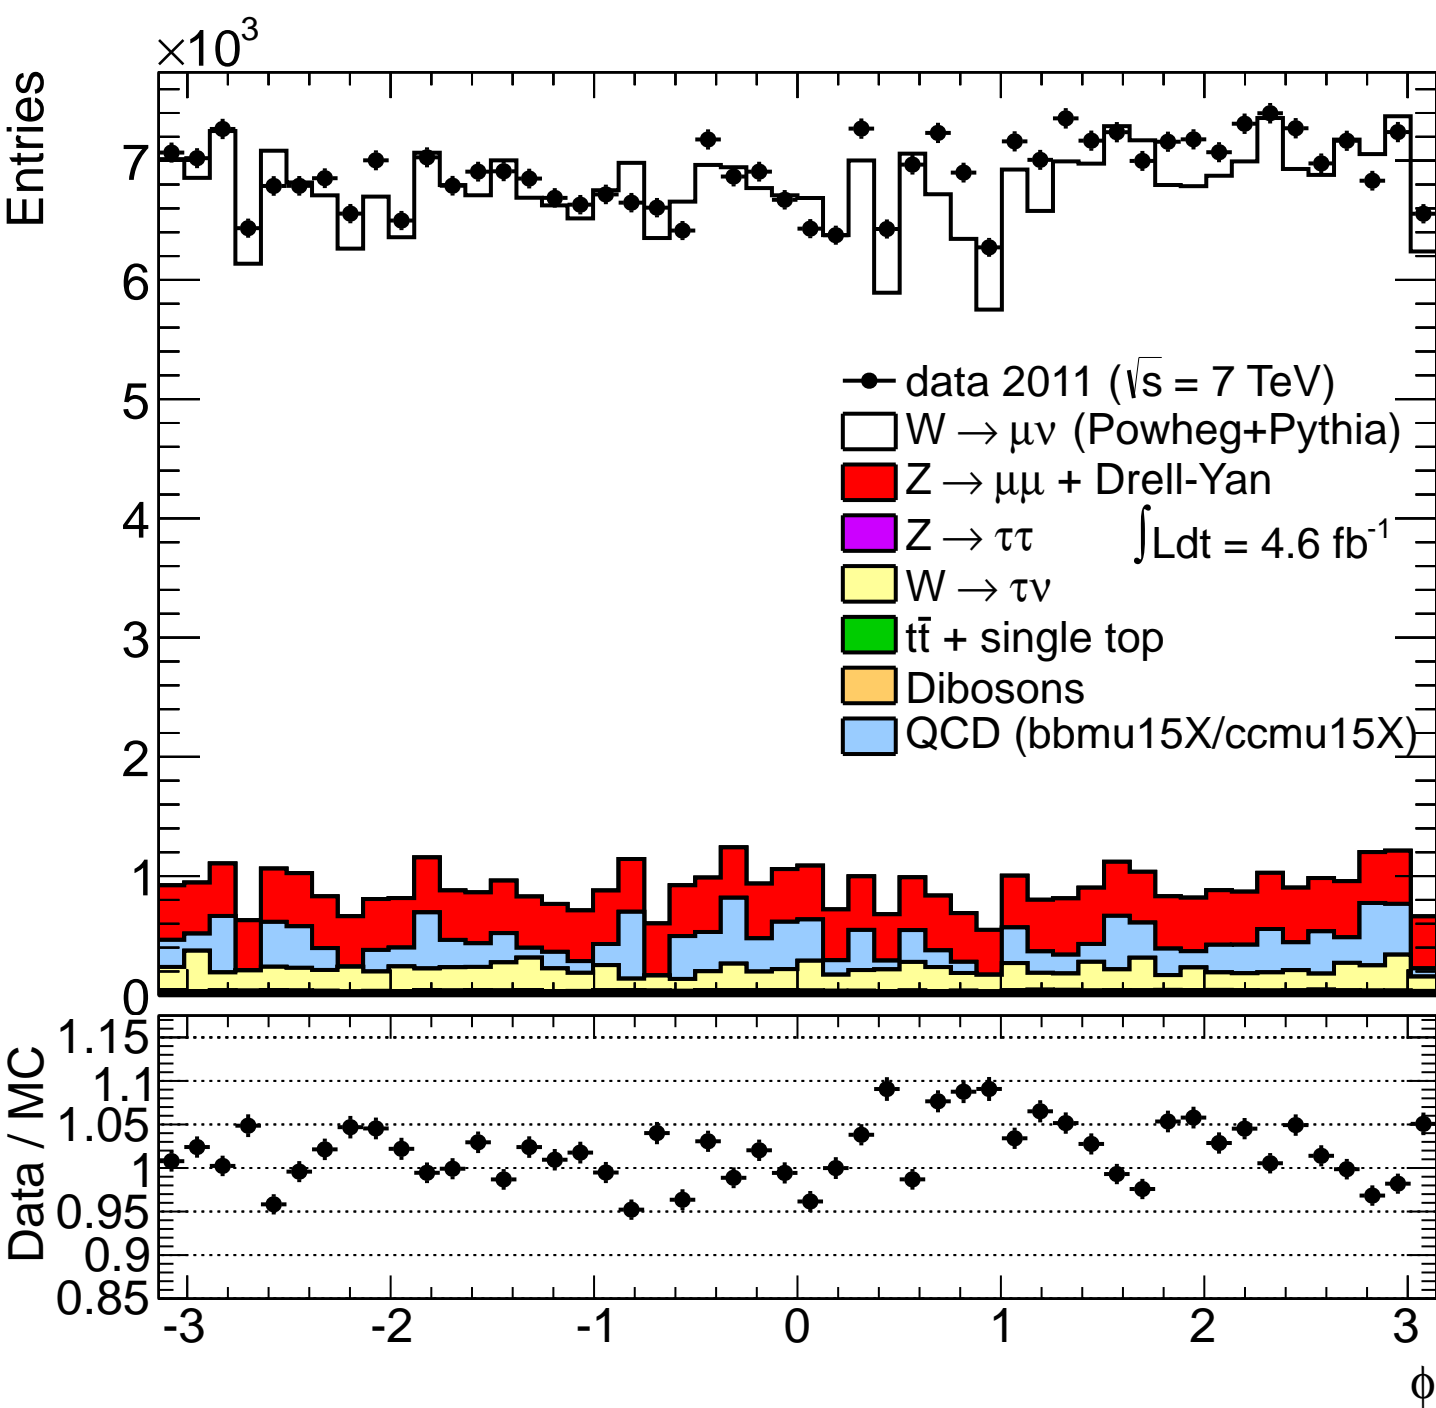 ×10³
Entries
7
6
5
4
3
2
1
0
data 2011 (√s = 7 TeV)
W → μν (Powheg+Pythia)
Z → μμ + Drell-Yan
Z → ττ
∫Ldt = 4.6 fb⁻¹
W → τν
tt̄ + single top
Dibosons
QCD (bbmu15X/ccmu15X)
Data / MC
1.15
1.1
1.05
1
0.95
0.9
0.85
-3 -2 -1 0 1 2 3
ϕ